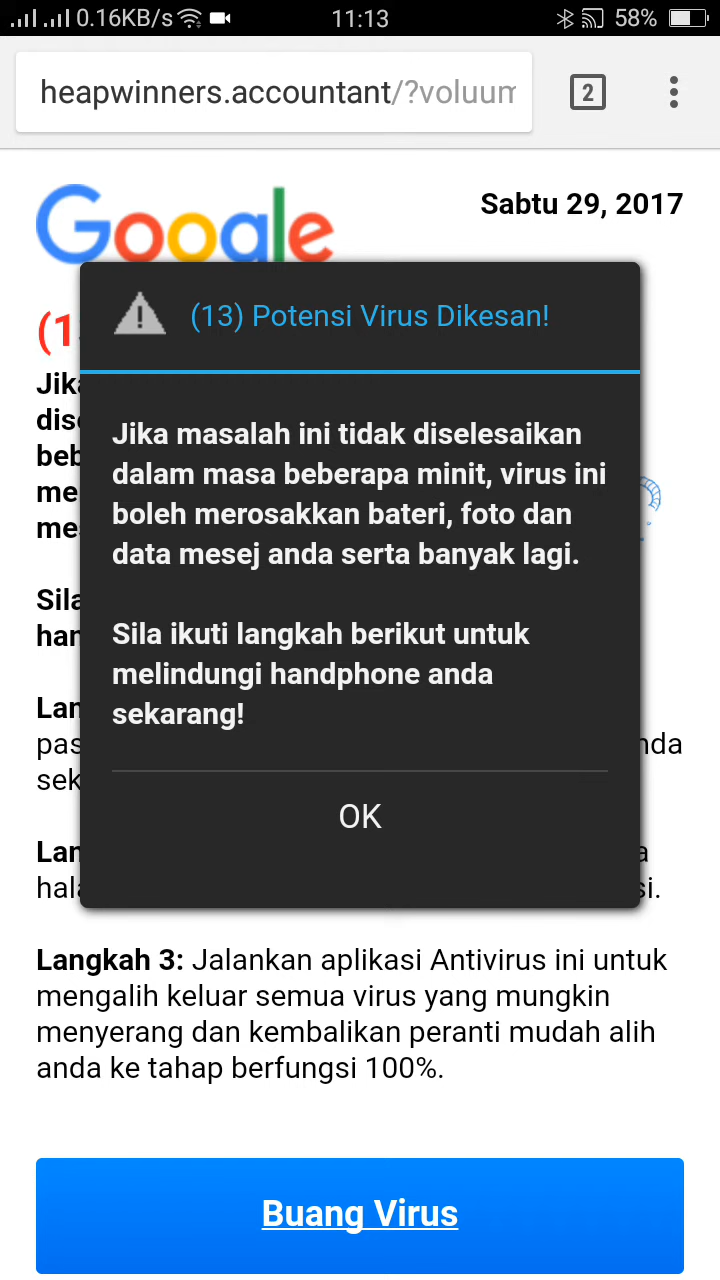 0.16KB/s
11:13
58%
heapwinners.accountant/?voluum
2
Google
Sabtu 29, 2017
(13) Potensi Virus Dikesan!
Jika masalah ini tidak diselesaikan
dalam masa beberapa minit, virus ini
boleh merosakkan bateri, foto dan
data mesej anda serta banyak lagi.
Sila ikuti langkah berikut untuk
melindungi handphone anda
sekarang!
OK
Langkah 3: Jalankan aplikasi Antivirus ini untuk
mengalih keluar semua virus yang mungkin
menyerang dan kembalikan peranti mudah alih
anda ke tahap berfungsi 100%.
Buang Virus